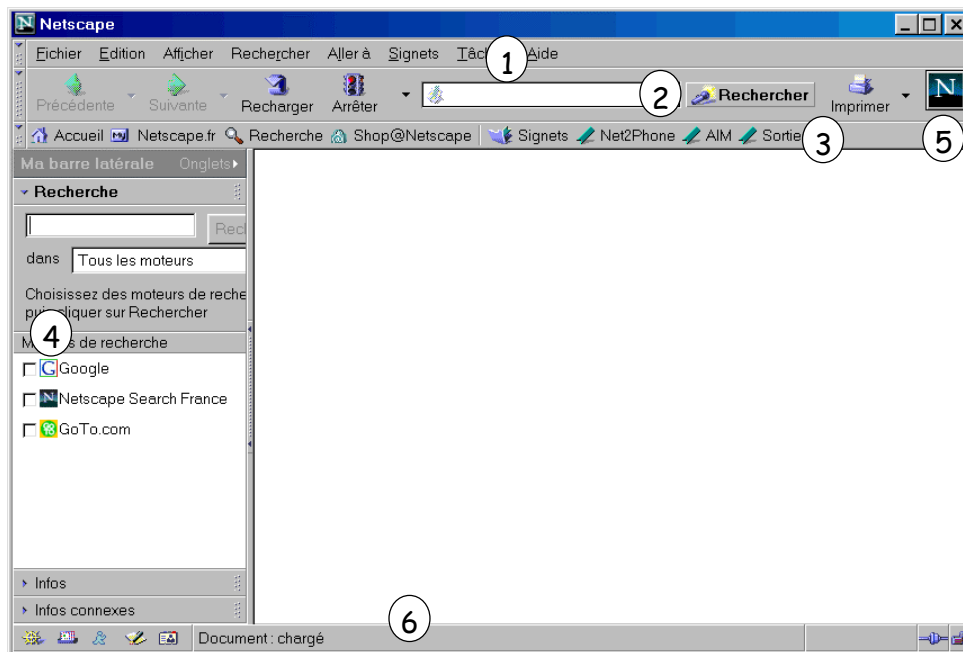 Netscape
Fichier Edition Afficher Rechercher Aller à Signets 1 Aide
Précédente Suivante Recharger Arrêter 2 Rechercher Imprimer N
Accueil Netscape.fr Recherche Shop@Netscape Signets Net2Phone AIM Sortie 3 5
Ma barre latérale Onglets
Recherche
dans Tous les moteurs
Choisissez des moteurs de reche
cliquer sur Rechercher
4 de recherche
Google
Netscape Search France
GoTo.com
Infos
Infos connexes
6
Document : chargé